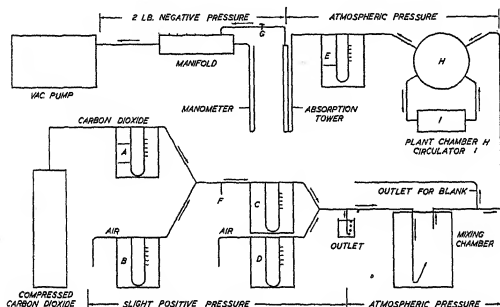 2 LB. NEGATIVE PRESSURE
ATMOSPHERIC PRESSURE
G
MANIFOLD
E
H
VAC PUMP
MANOMETER
ABSORPTION
TOWER
I
PLANT CHAMBER H
CIRCULATOR I
CARBON DIOXIDE
A
OUTLET FOR BLANK
F
C
AIR
AIR
B
D
OUTLET
MIXING
CHAMBER
COMPRESSED
CARBON DIOXIDE
SLIGHT POSITIVE PRESSURE
ATMOSPHERIC PRESSURE